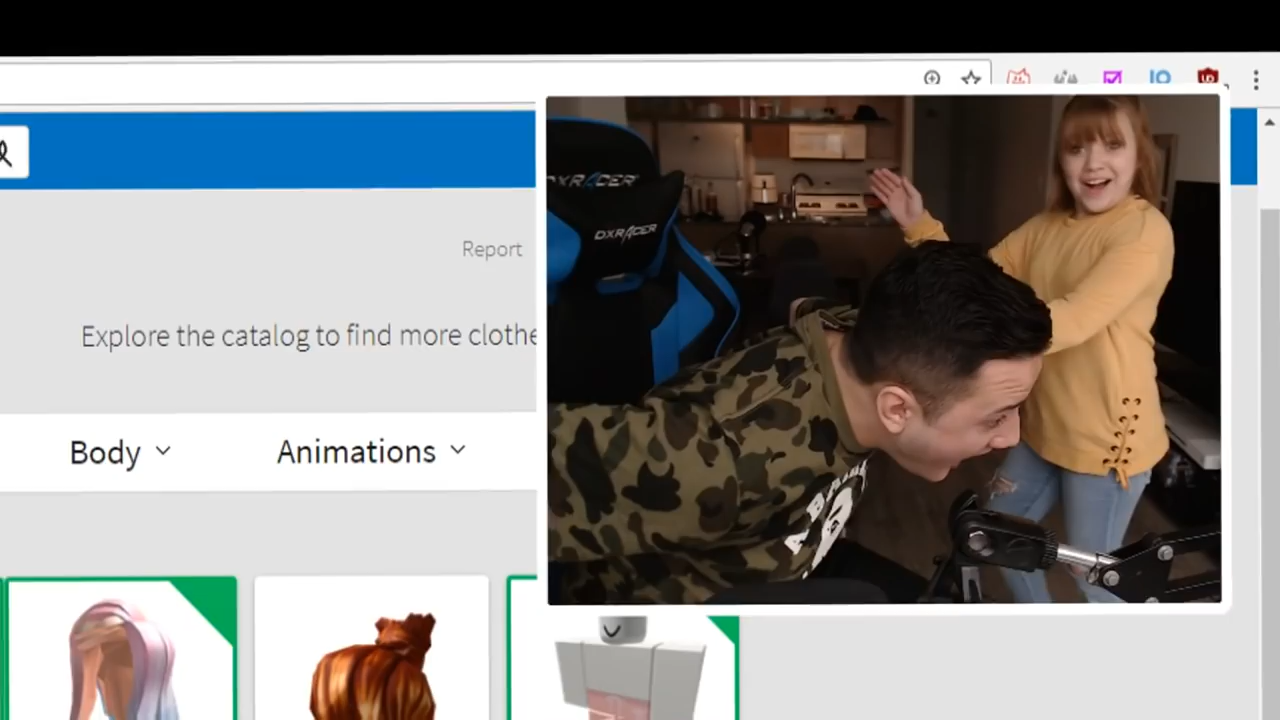 DXRACER
DXRACER
Report
Explore the catalog to find more clothe
Body
Animations